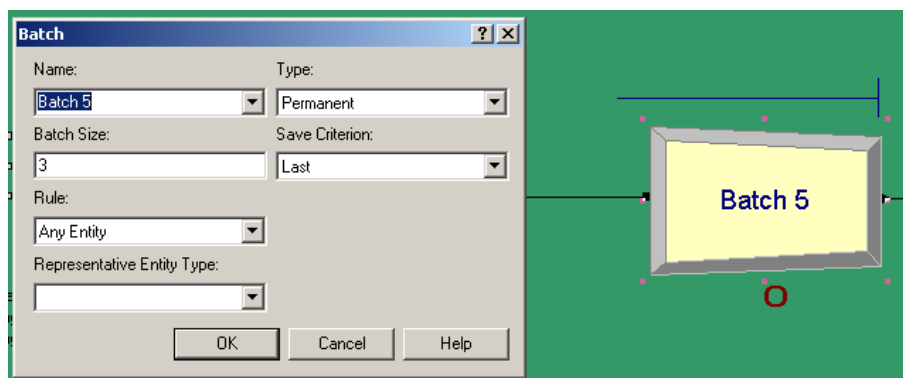 Batch
Name: Type:
Batch 5 Permanent
Batch Size: Save Criterion:
3 Last
Rule:
Any Entity
Representative Entity Type:
OK Cancel Help
Batch 5
0